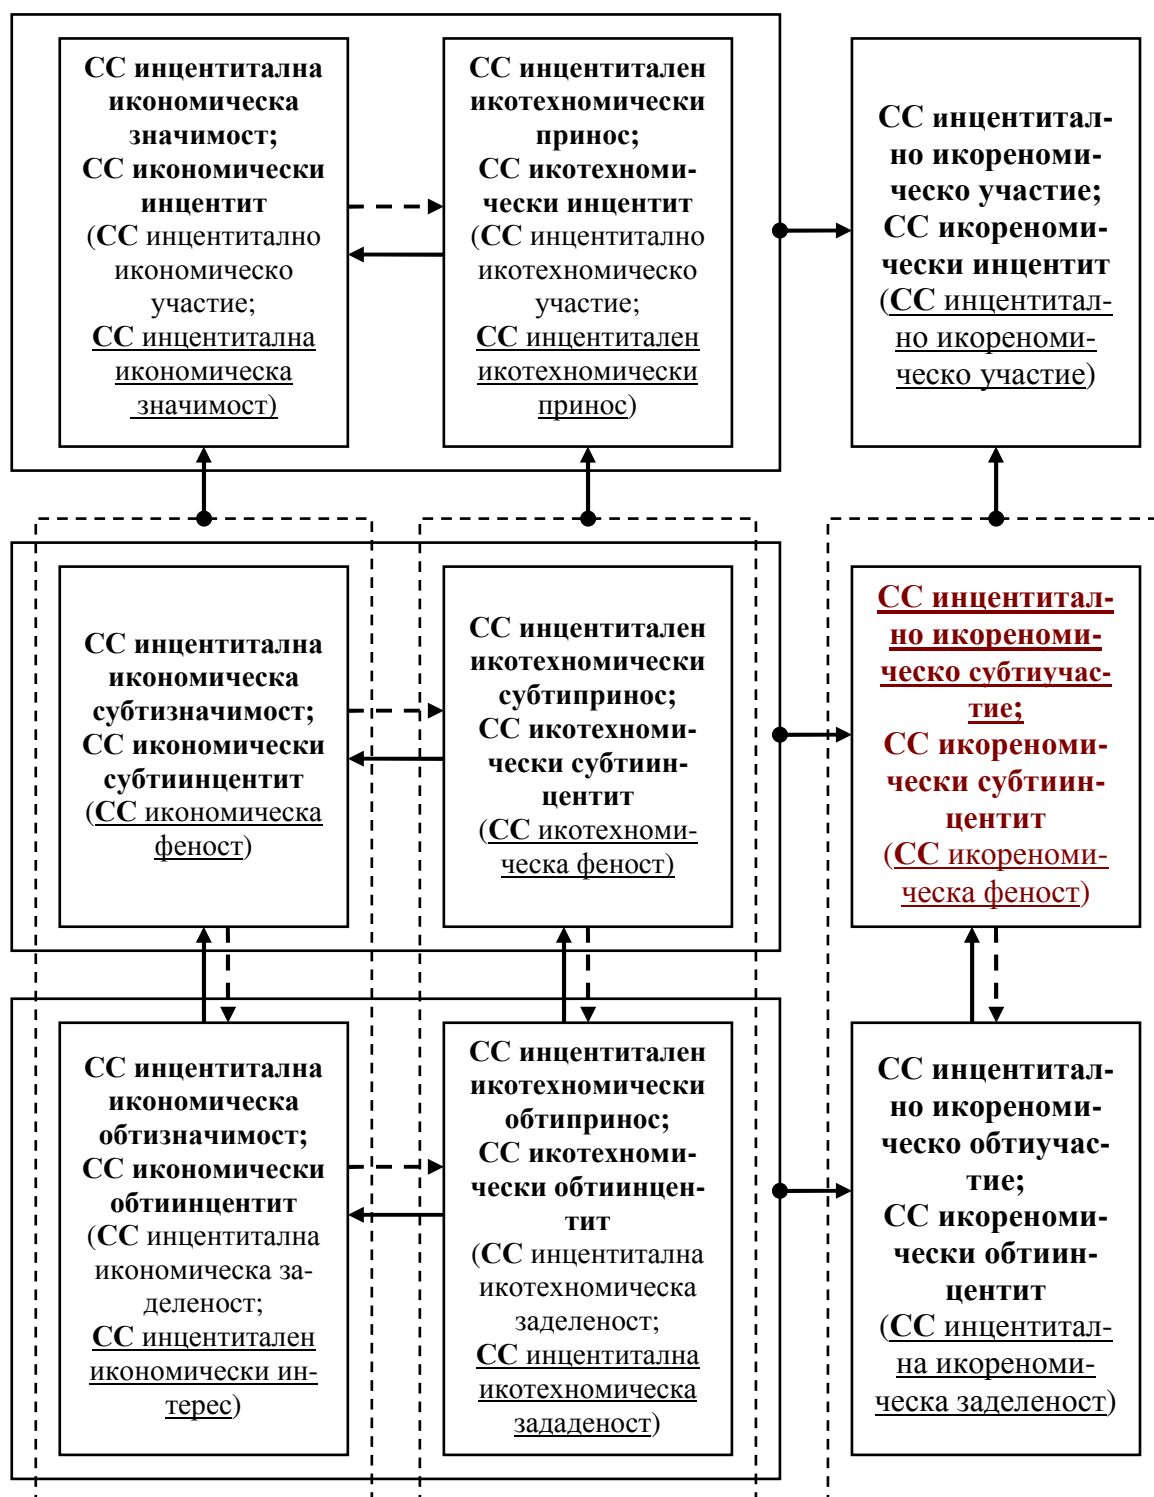 СС инцентитална
икономическа
значимост;
СС икономически
инцентит
(СС инцентитално
икономическо
участие;
СС инцентитална
икономическа
значимост)
СС инцентитален
икотехномически
принос;
СС икотехноми-
чески инцентит
(СС инцентитално
икотехномическо
участие;
СС инцентитален
икотехномически
принос)
СС инцентитал-
но икореноми-
ческо участие;
СС икореноми-
чески инцентит
(СС инцентитал-
но икореноми-
ческо участие)
СС инцентитална
икономическа
субтизначимост;
СС икономически
субтиинцентит
(СС икономическа
феност)
СС инцентитален
икотехномически
субтипринос;
СС икотехноми-
чески субтиин-
центит
(СС икотехноми-
ческа феност)
СС инцентитал-
но икореноми-
ческо субтиучас-
тие;
СС икореноми-
чески субтиин-
центит
(СС икореноми-
ческа феност)
СС инцентитална
икономическа
обтизначимост;
СС икономически
обтиинцентит
(СС инцентитална
икономическа за-
деленост;
СС инцентитален
икономически ин-
терес)
СС инцентитален
икотехномически
обтипринос;
СС икотехноми-
чески обтиинцен-
тит
(СС инцентитална
икотехномическа
заделеност;
СС инцентитална
икотехномическа
зададеност)
СС инцентитал-
но икореноми-
ческо обтиучас-
тие;
СС икореноми-
чески обтиин-
центит
(СС инцентитал-
на икореноми-
ческа заделеност)